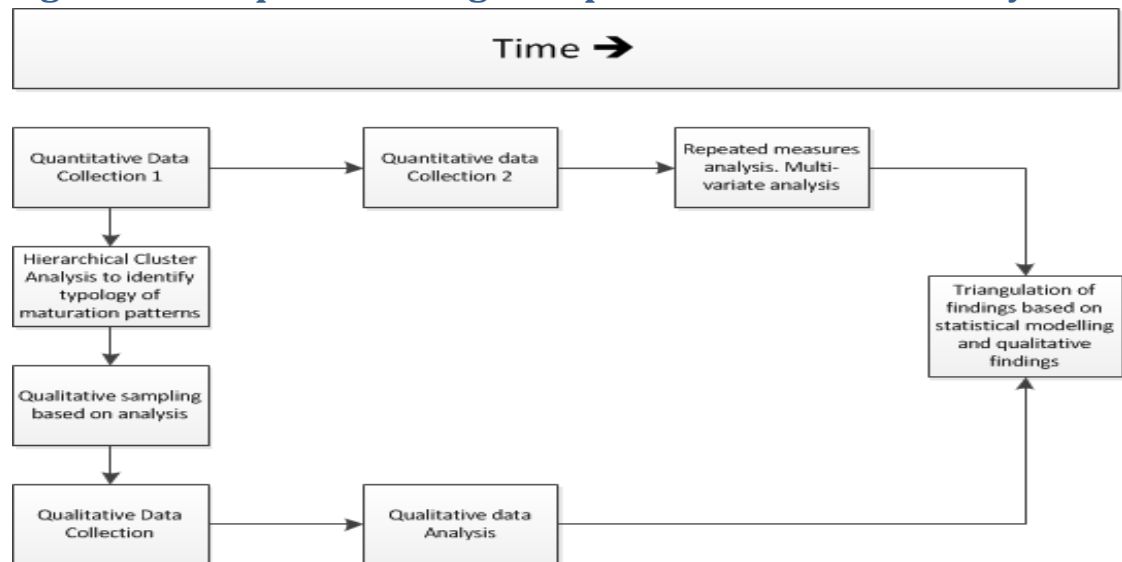 Time →
Quantitative Data
Collection 1
Quantitative data
Collection 2
Repeated measures
analysis. Multi-
variate analysis
Hierarchical Cluster
Analysis to identify
typology of
maturation patterns
Triangulation of
findings based on
statistical modelling
and qualitative
findings
Qualitative sampling
based on analysis
Qualitative Data
Collection
Qualitative data
Analysis